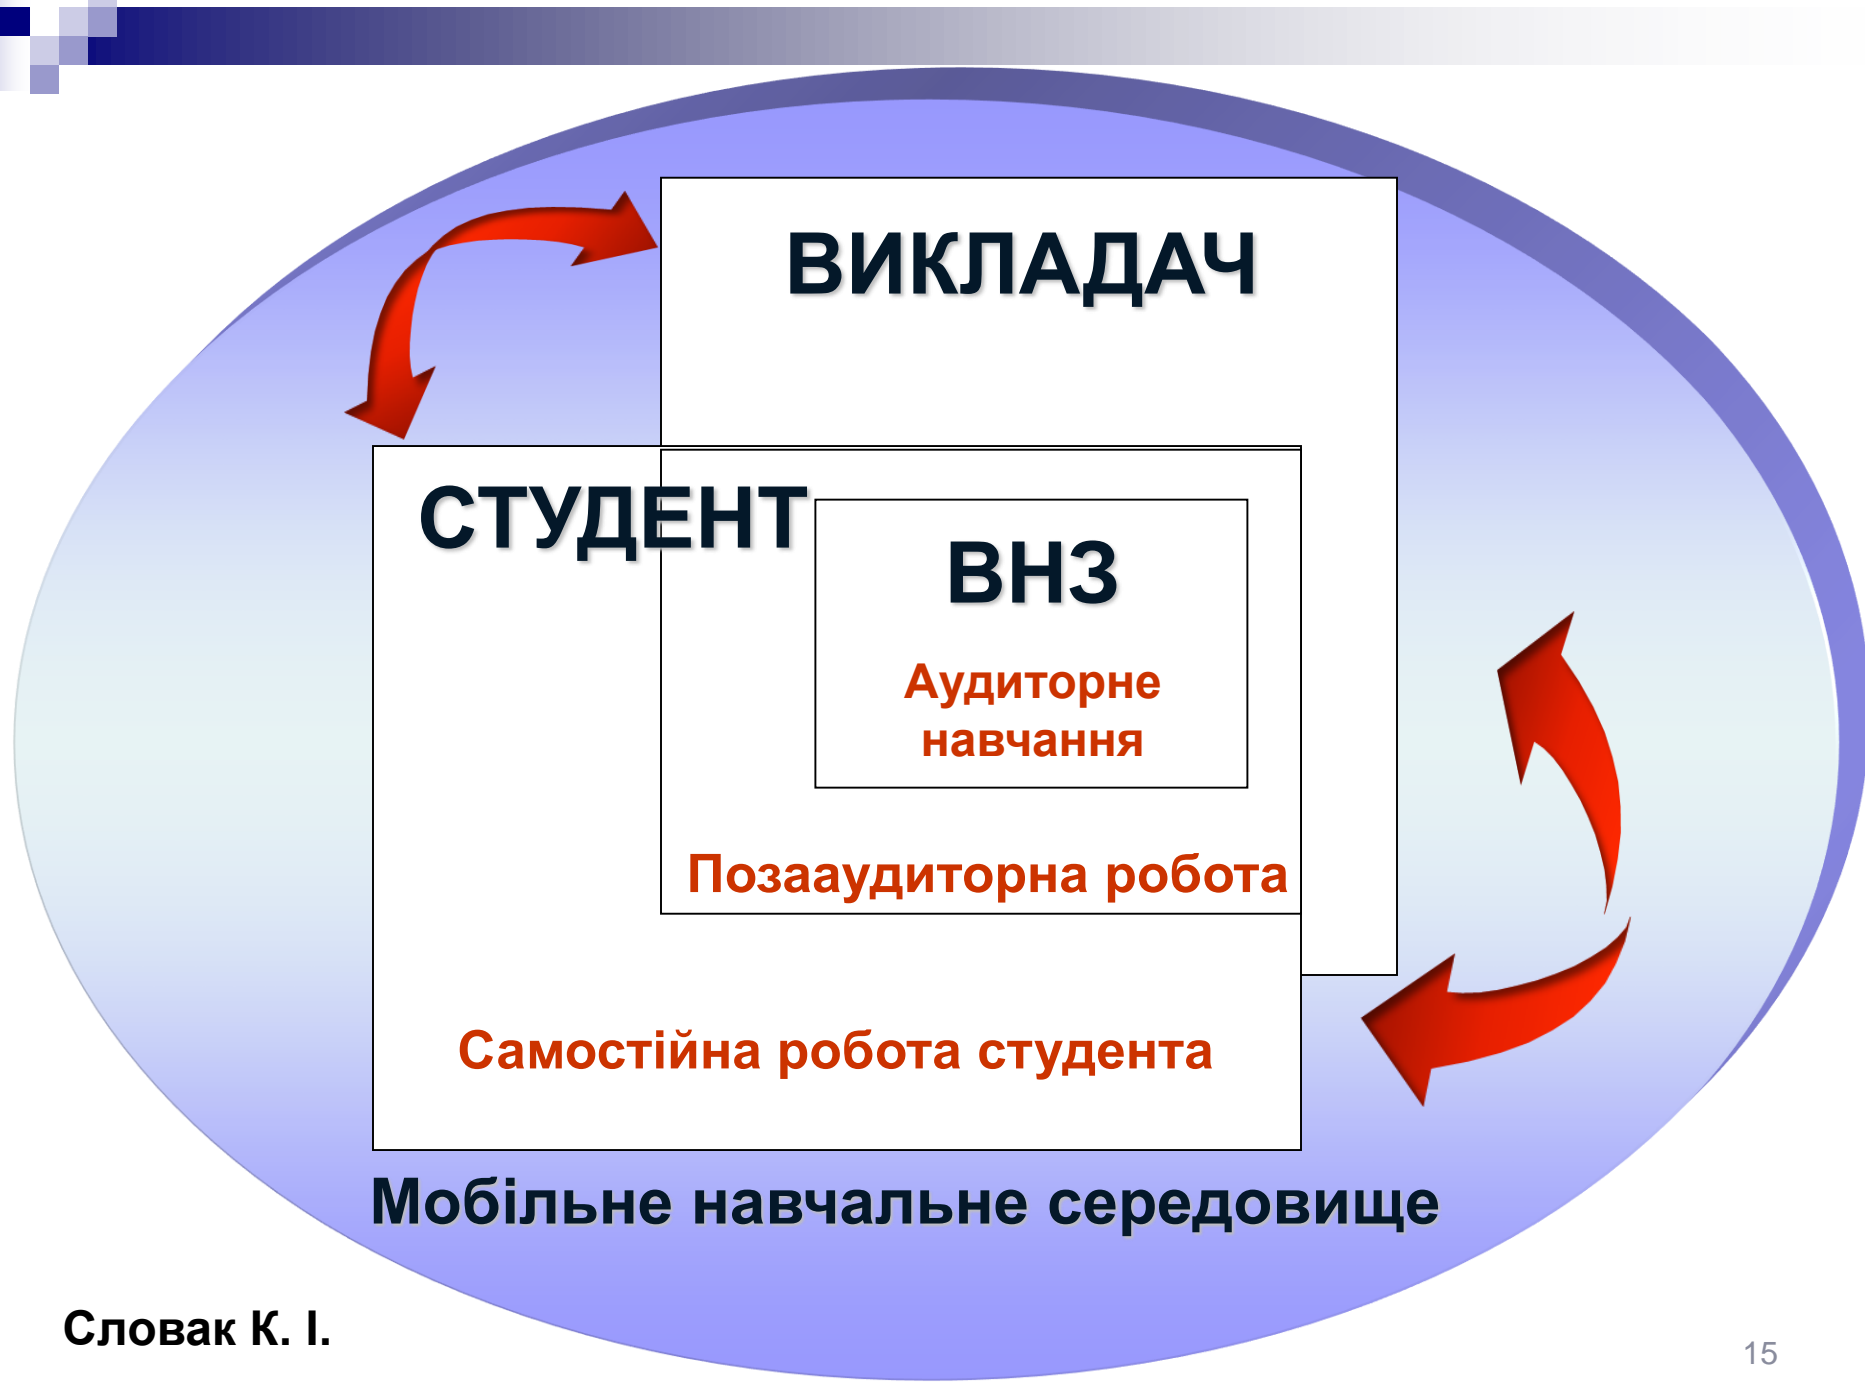 ВИКЛАДАЧ
СТУДЕНТ
ВНЗ
Аудиторне
навчання
Позааудиторна робота
Самостійна робота студента
Мобільне навчальне середовище
Словак К. І.
15